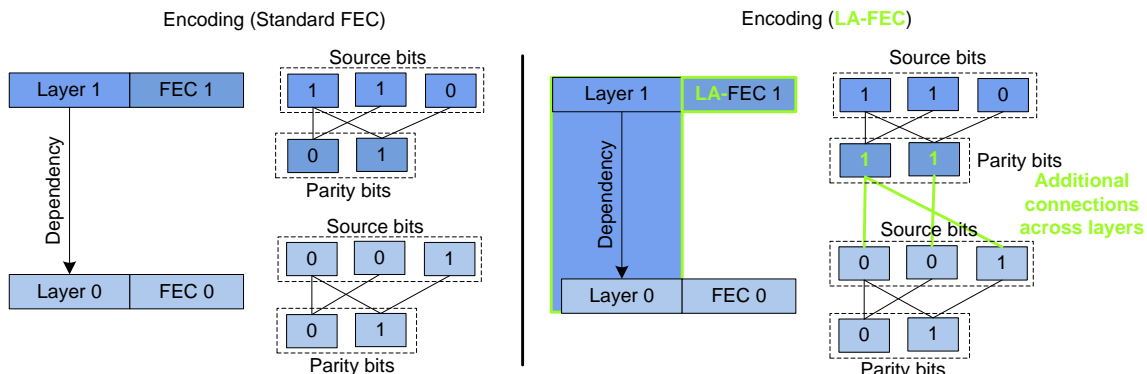 Encoding (Standard FEC)
Source bits
Layer 1 FEC 1
1 1 0
0 1
Parity bits
Dependency
Source bits
0 0 1
Layer 0 FEC 0
0 1
Parity bits
Encoding (LA-FEC)
Source bits
Layer 1 LA-FEC 1
1 1 0
1 1
Parity bits
Additional
connections
across layers
Dependency
Source bits
0 0 1
Layer 0 FEC 0
0 1
Parity bits